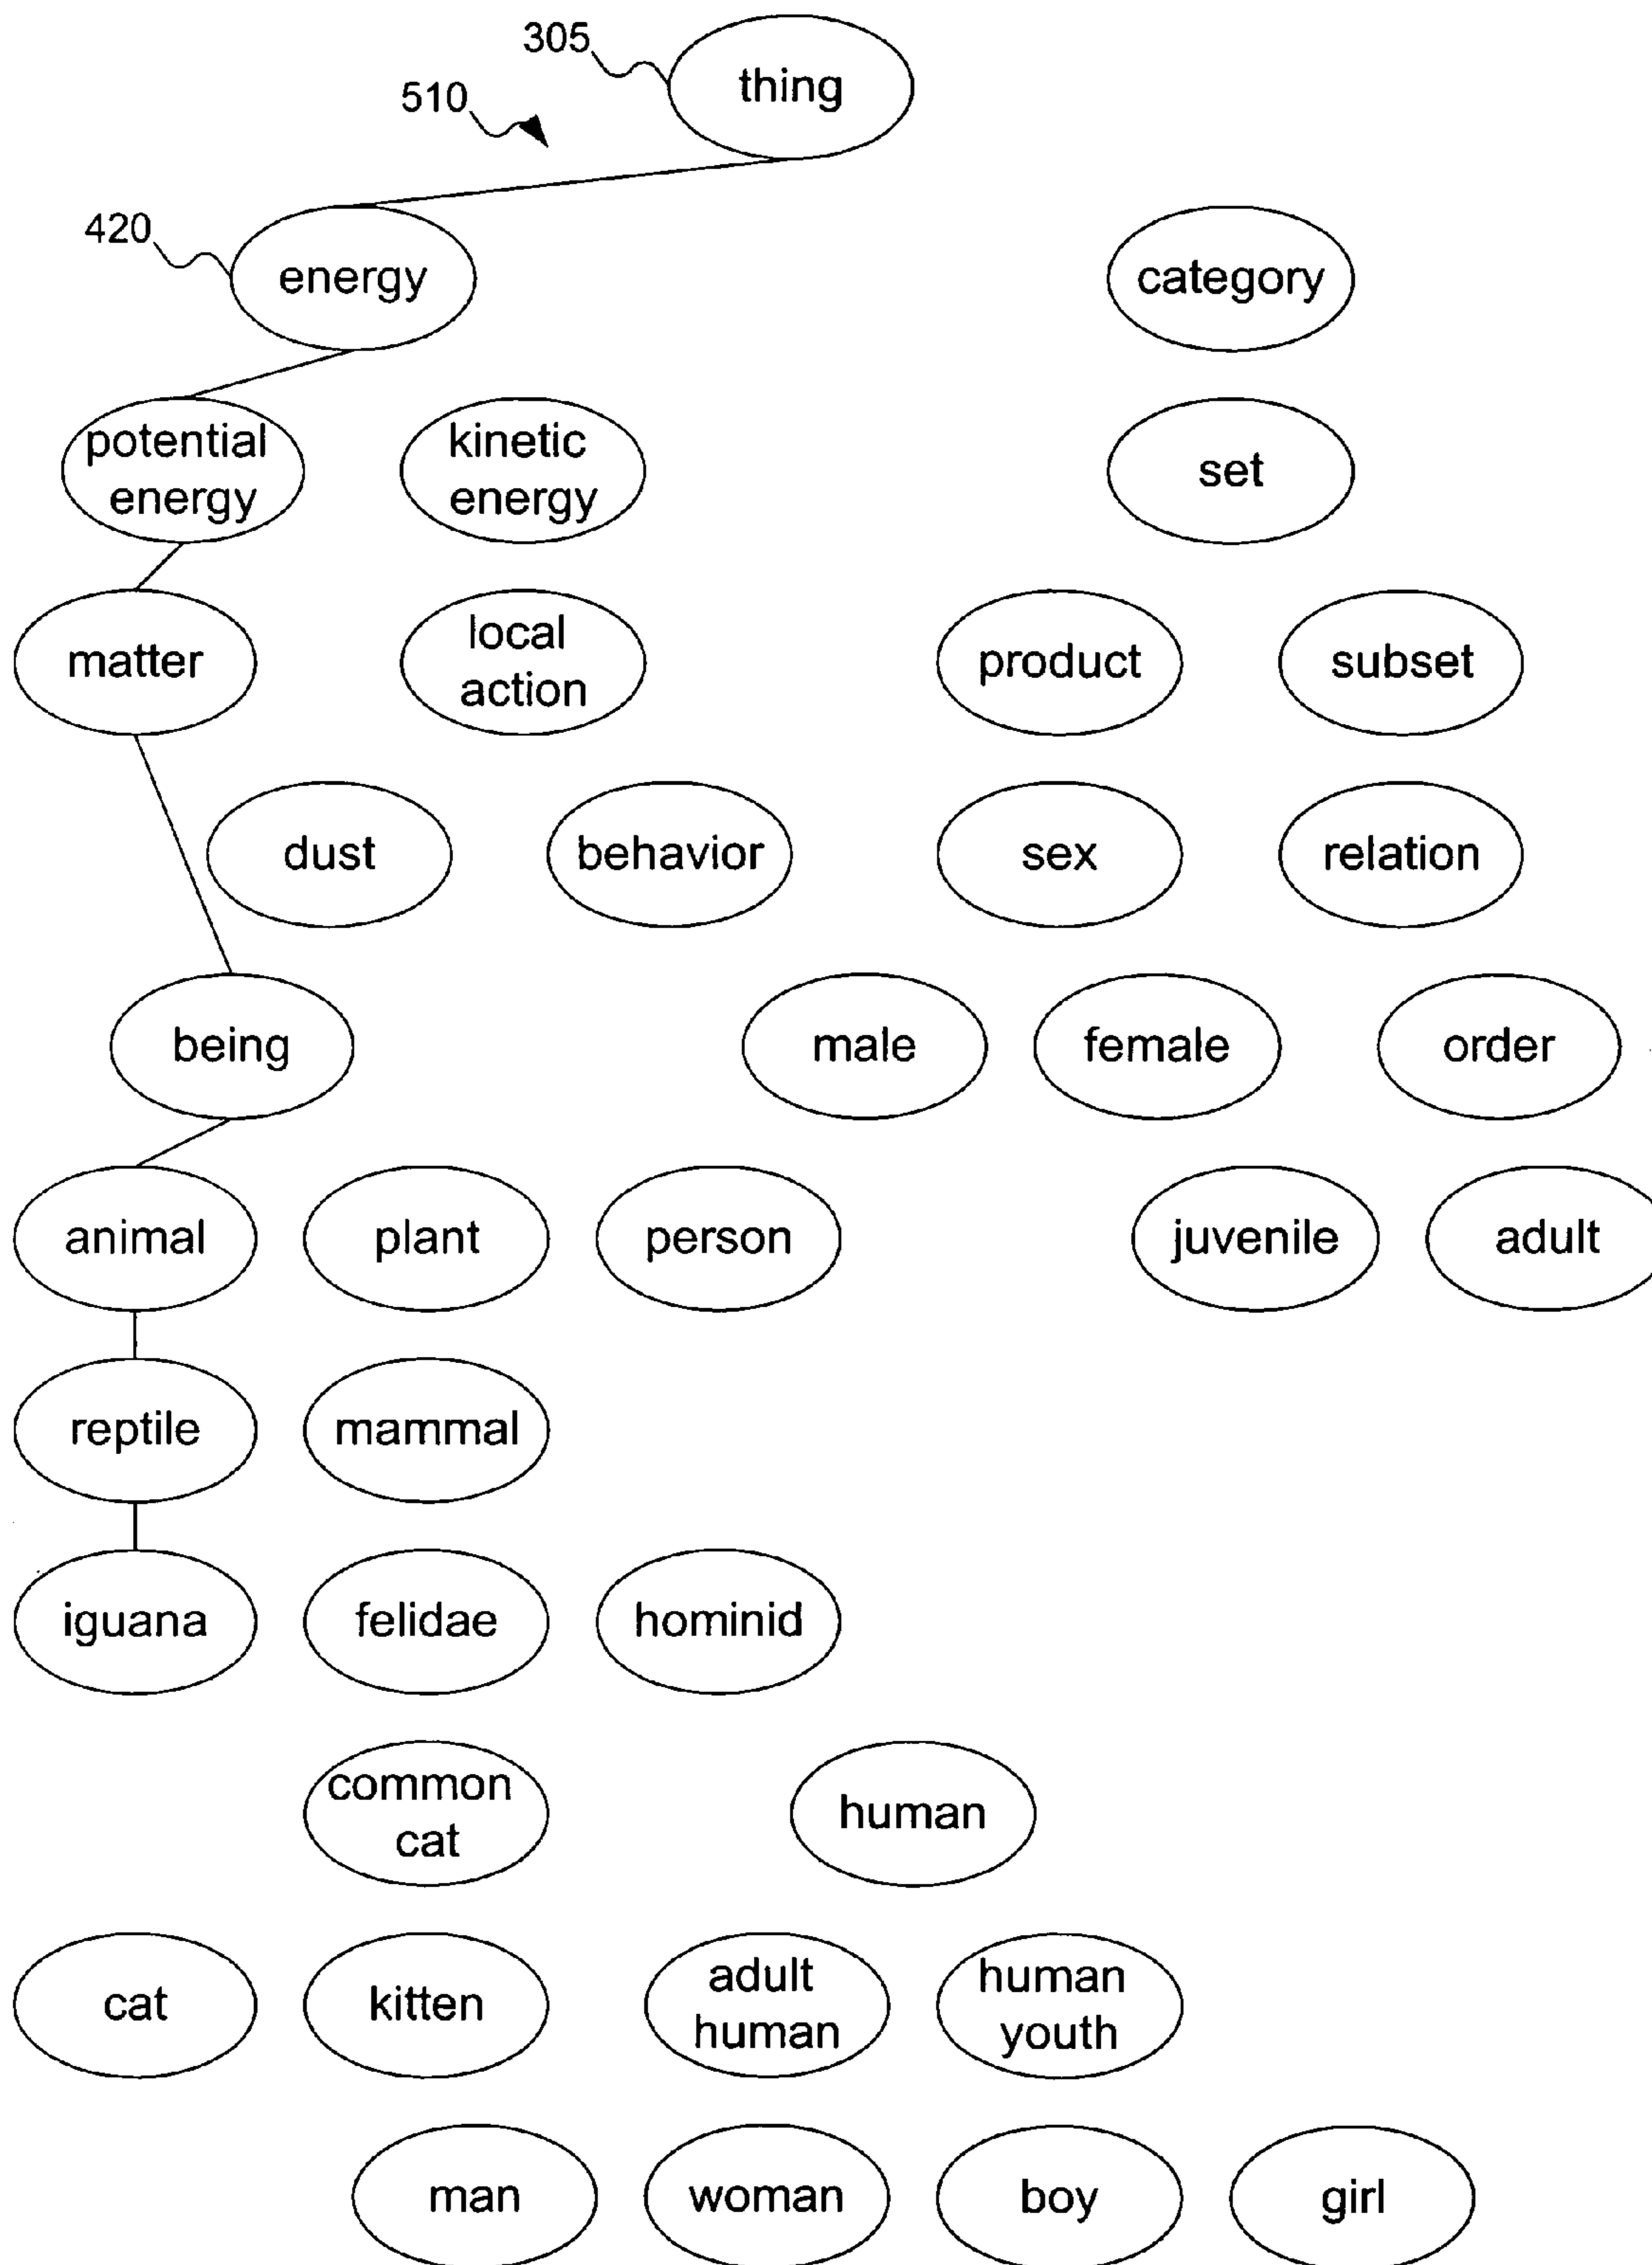 305
thing
510
420
energy
category
potential
energy
kinetic
energy
set
matter
local
action
product
subset
dust
behavior
sex
relation
being
male
female
order
animal
plant
person
juvenile
adult
reptile
mammal
iguana
felidae
hominid
common
cat
human
cat
kitten
adult
human
human
youth
man
woman
boy
girl